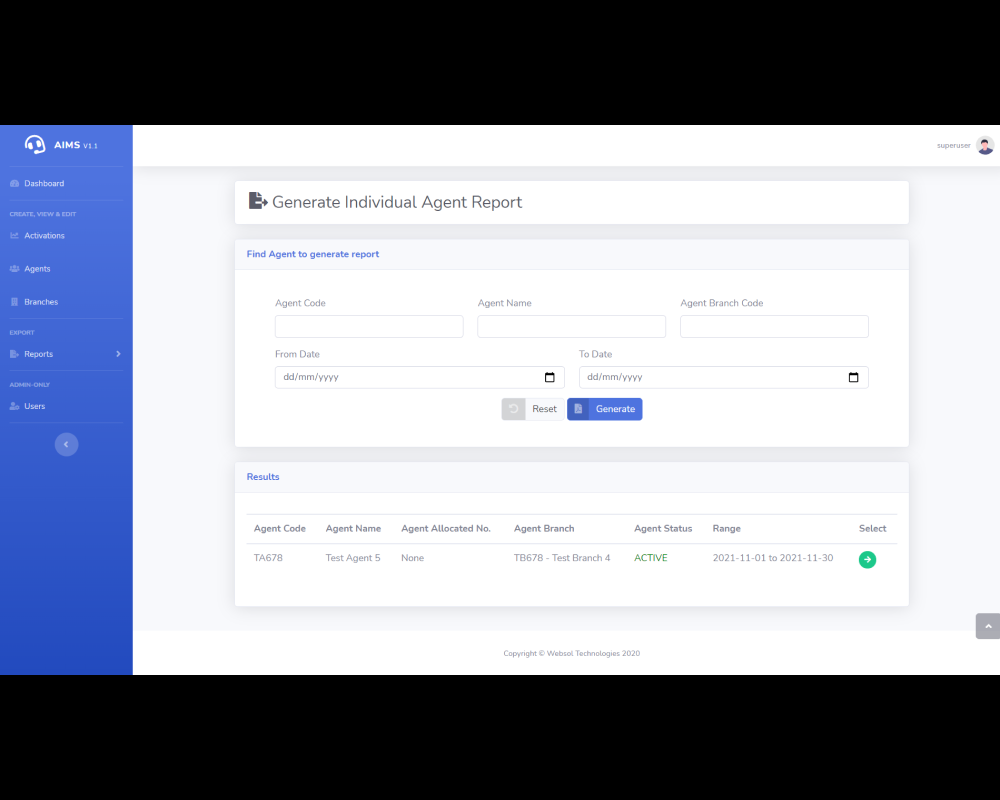 AIMS V1.1
superuser
Dashboard
CREATE, VIEW & EDIT
Activations
Agents
Branches
EXPORT
Reports
ADMIN-ONLY
Users
Generate Individual Agent Report
Find Agent to generate report
Agent Code Agent Name Agent Branch Code
From Date To Date
dd/mm/yyyy dd/mm/yyyy
Reset Generate
Results
Agent Code Agent Name Agent Allocated No. Agent Branch Agent Status Range Select
TA678 Test Agent 5 None TB678 - Test Branch 4 ACTIVE 2021-11-01 to 2021-11-30
Copyright © Websol Technologies 2020